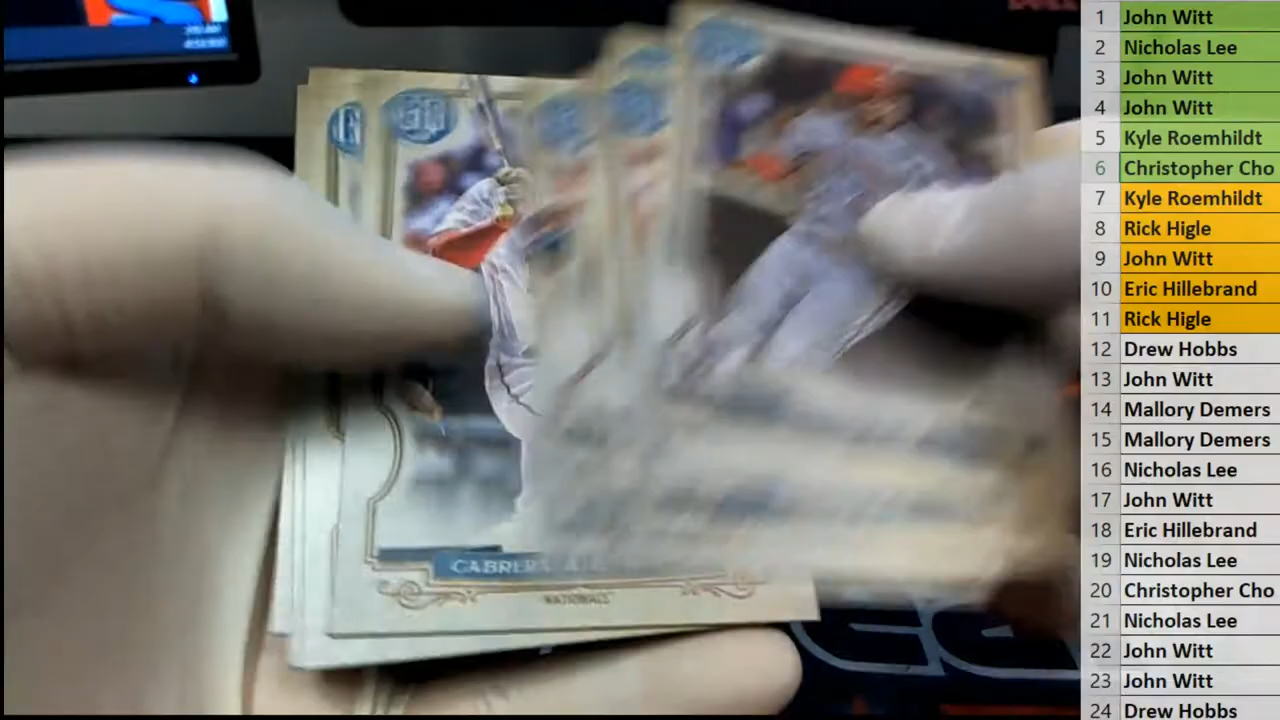 1 John Witt
2 Nicholas Lee
3 John Witt
4 John Witt
5 Kyle Roemhildt
6 Christopher Cho
7 Kyle Roemhildt
8 Rick Higle
9 John Witt
10 Eric Hillebrand
11 Rick Higle
12 Drew Hobbs
13 John Witt
14 Mallory Demers
15 Mallory Demers
16 Nicholas Lee
17 John Witt
18 Eric Hillebrand
19 Nicholas Lee
20 Christopher Cho
21 Nicholas Lee
22 John Witt
23 John Witt
24 Drew Hobbs
CABRERA
NATIONALS